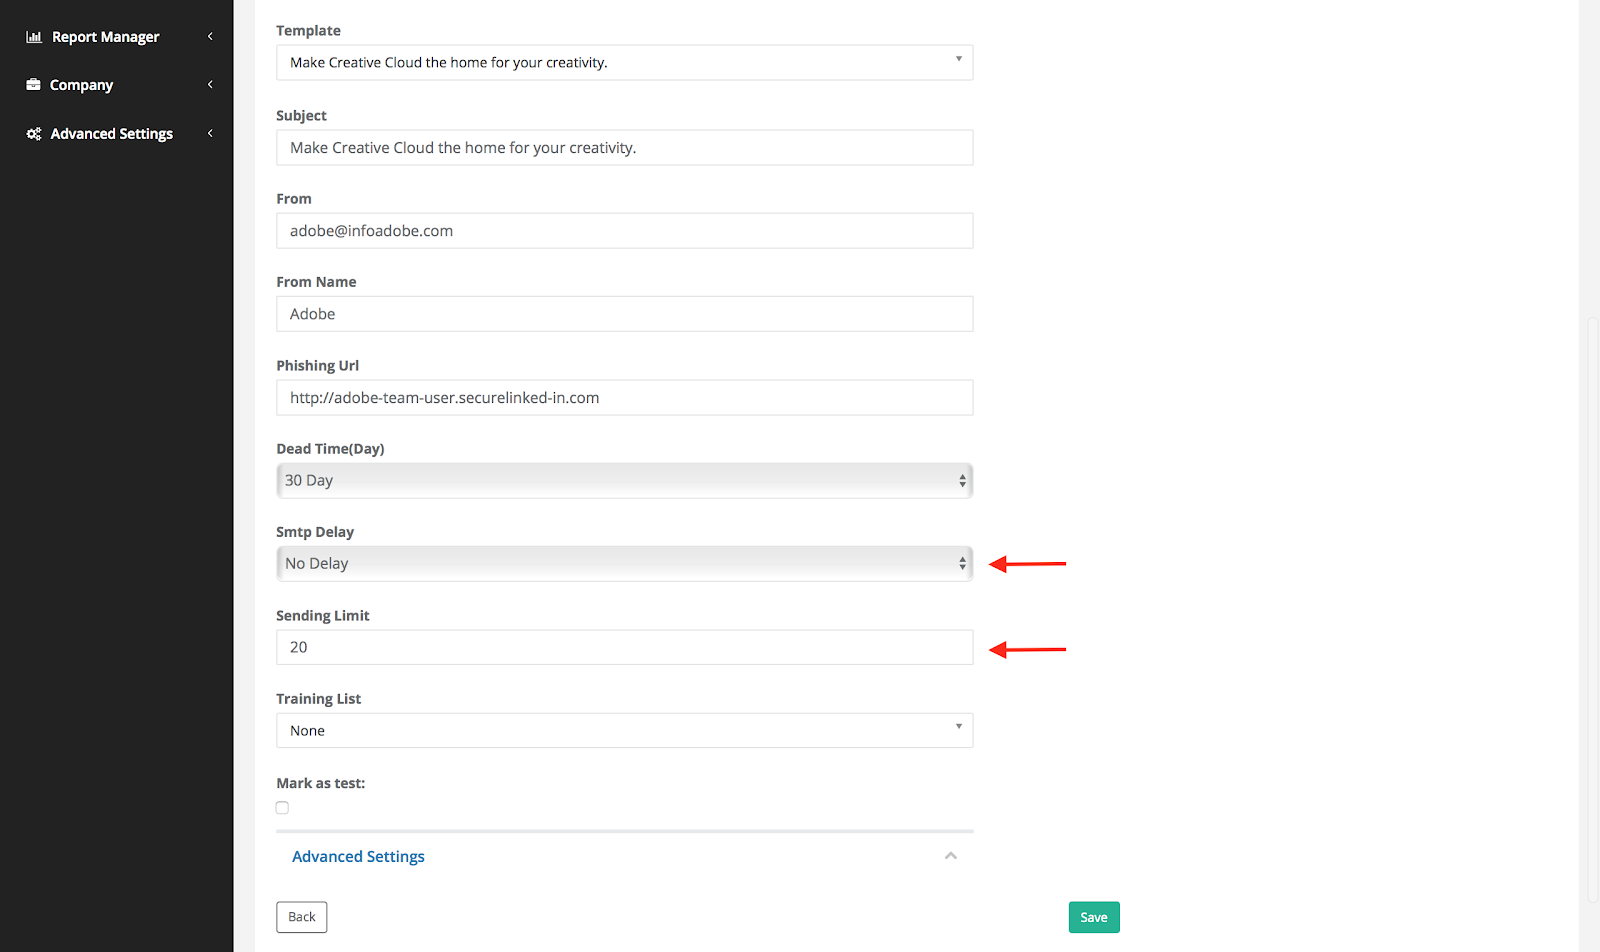 Report Manager
Company
Advanced Settings
Template
Make Creative Cloud the home for your creativity.
Subject
Make Creative Cloud the home for your creativity.
From
adobe@infoadobe.com
From Name
Adobe
Phishing Url
http://adobe-team-user.securelinked-in.com
Dead Time(Day)
30 Day
Smtp Delay
No Delay
Sending Limit
20
Training List
None
Mark as test:
Advanced Settings
Back
Save